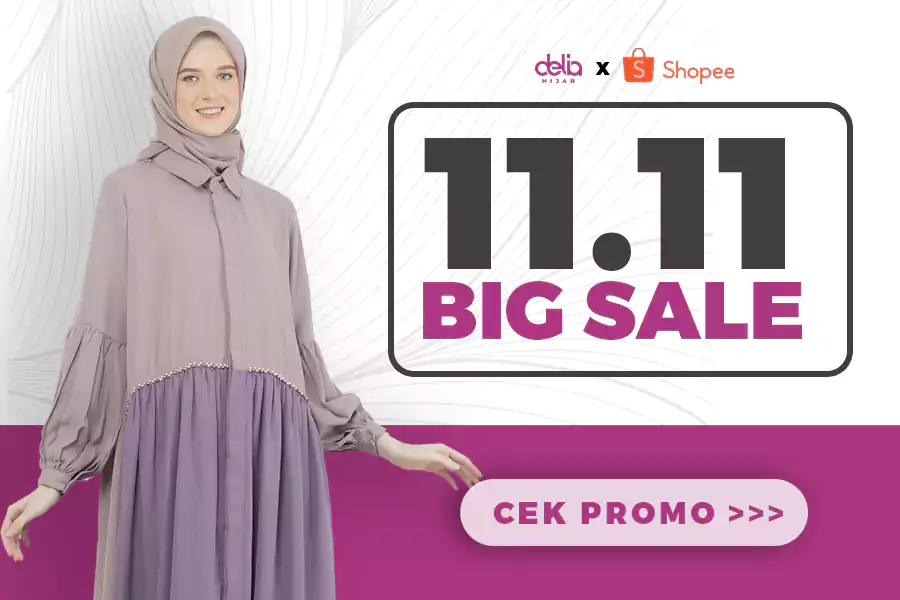 delia x Shopee
HIJAB
11.11
BIG SALE
CEK PROMO >>>